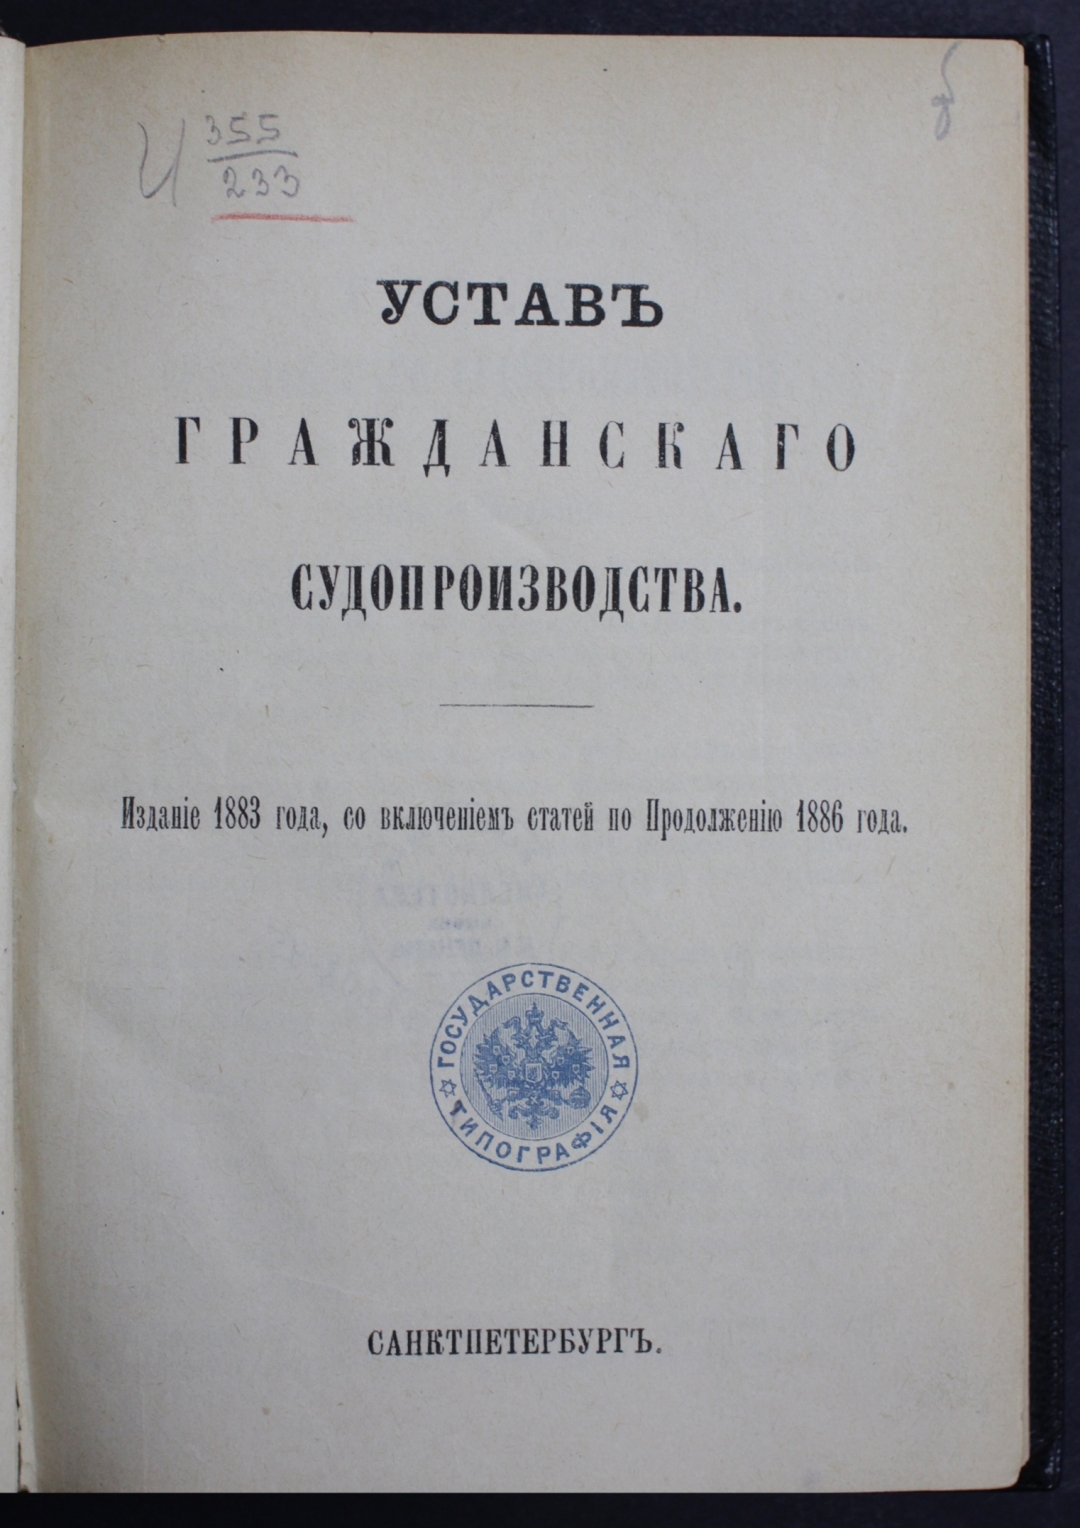 И 355
233
УСТАВЪ
ГРАЖДАНСКАГО
СУДОПРОИЗВОДСТВА.
Изданіе 1883 года, со включеніемъ статей по Продолженію 1886 года.
ГОСУДАРСТВЕННАЯ
ТИПОГРАФІЯ
САНКТПЕТЕРБУРГЪ.